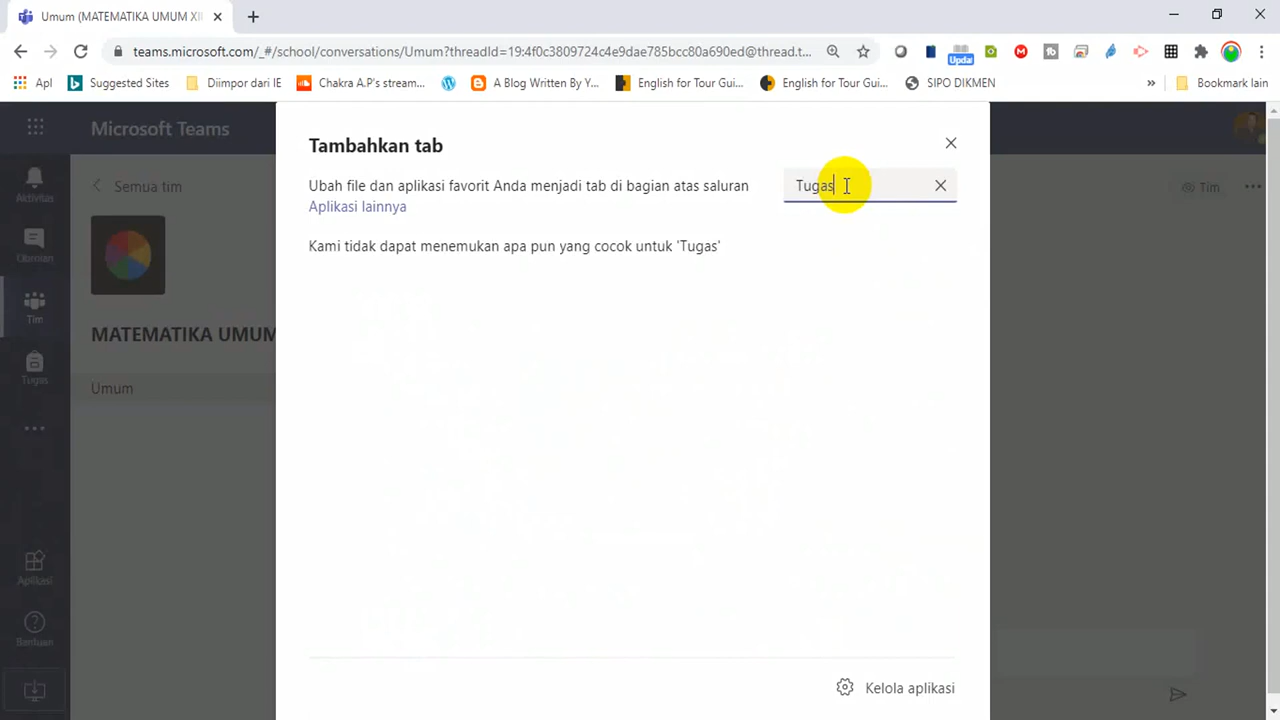 Umum (MATEMATIKA UMUM XI
teams.microsoft.com/_#/school/conversations/Umum?threadId=19:4f0c3809724c4e9dae785bcc80a690ed@thread.t...
Upda
Apl
Suggested Sites
Diimpor dari IE
Chakra A.P's stream...
A Blog Written By Y...
English for Tour Gui...
English for Tour Gui...
SIPO DIKMEN
»
Bookmark lain
Microsoft Teams
Tambahkan tab
Ubah file dan aplikasi favorit Anda menjadi tab di bagian atas saluran
Aplikasi lainnya
Tugas
Kami tidak dapat menemukan apa pun yang cocok untuk 'Tugas'
Kelola aplikasi
Aktivitas
Obrolan
Tim
Tugas
Aplikasi
Bantuan
Semua tim
MATEMATIKA UMUM
Umum
Tim